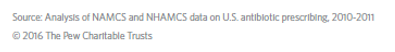 Source: Analysis of NAMCS and NHAMCS data on U.S. antibiotic prescribing, 2010-2011
© 2016 The Pew Charitable Trusts